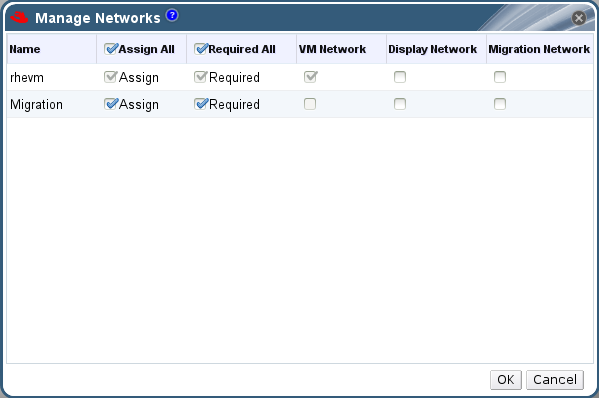 Manage Networks ?
Name Assign All Required All VM Network Display Network Migration Network
rhevm Assign Required
Migration Assign Required
OK Cancel